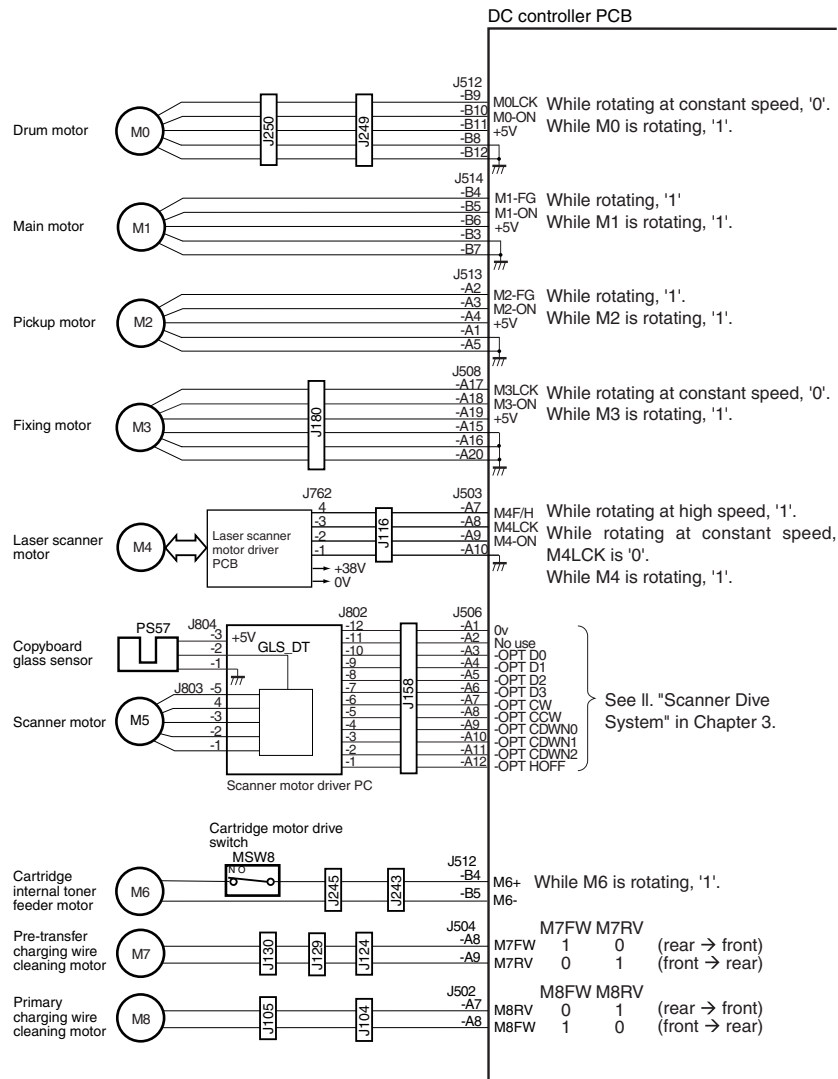 DC controller PCB
Drum motor
M0
J250
J249
J512
-B9
-B10
-B11
-B8
-B12
M0LCK
M0-ON
+5V
While rotating at constant speed, '0'.
While M0 is rotating, '1'.
Main motor
M1
J514
-B4
-B5
-B6
-B3
-B7
M1-FG
M1-ON
+5V
While rotating, '1'
While M1 is rotating, '1'.
Pickup motor
M2
J513
-A2
-A3
-A4
-A1
-A5
M2-FG
M2-ON
+5V
While rotating, '1'.
While M2 is rotating, '1'.
Fixing motor
M3
J180
J508
-A17
-A18
-A19
-A15
-A16
-A20
M3LCK
M3-ON
+5V
While rotating at constant speed, '0'.
While M3 is rotating, '1'.
Laser scanner
motor
M4
Laser scanner
motor driver
PCB
J762
4
-3
-2
-1
+38V
0V
J116
J503
-A7
-A8
-A9
-A10
M4F/H
M4LCK
M4-ON
While rotating at high speed, '1'.
While rotating at constant speed,
M4LCK is '0'.
While M4 is rotating, '1'.
Copyboard
glass sensor
PS57
J804
-3
-2
-1
+5V
GLS_DT
Scanner motor
M5
J803
-5
4
-3
-2
-1
Scanner motor driver PC
J802
-12
-11
-10
-9
-8
-7
-6
-5
-4
-3
-2
-1
J158
J506
-A1
-A2
-A3
-A4
-A5
-A6
-A7
-A8
-A9
-A10
-A11
-A12
0v
No use
-OPT D0
-OPT D1
-OPT D2
-OPT D3
-OPT CW
-OPT CCW
-OPT CDWN0
-OPT CDWN1
-OPT CDWN2
-OPT HOFF
See II. "Scanner Dive
System" in Chapter 3.
Cartridge motor drive
switch
MSW8
N O
Cartridge
internal toner
feeder motor
M6
J245
J243
J512
-B4
-B5
M6+
M6-
While M6 is rotating, '1'.
Pre-transfer
charging wire
cleaning motor
M7
J130
J129
J124
J504
-A8
-A9
M7FW
M7RV
M7FW M7RV
1 0 (rear → front)
0 1 (front → rear)
Primary
charging wire
cleaning motor
M8
J105
J104
J502
-A7
-A8
M8RV
M8FW
M8FW M8RV
0 1 (rear → front)
1 0 (front → rear)